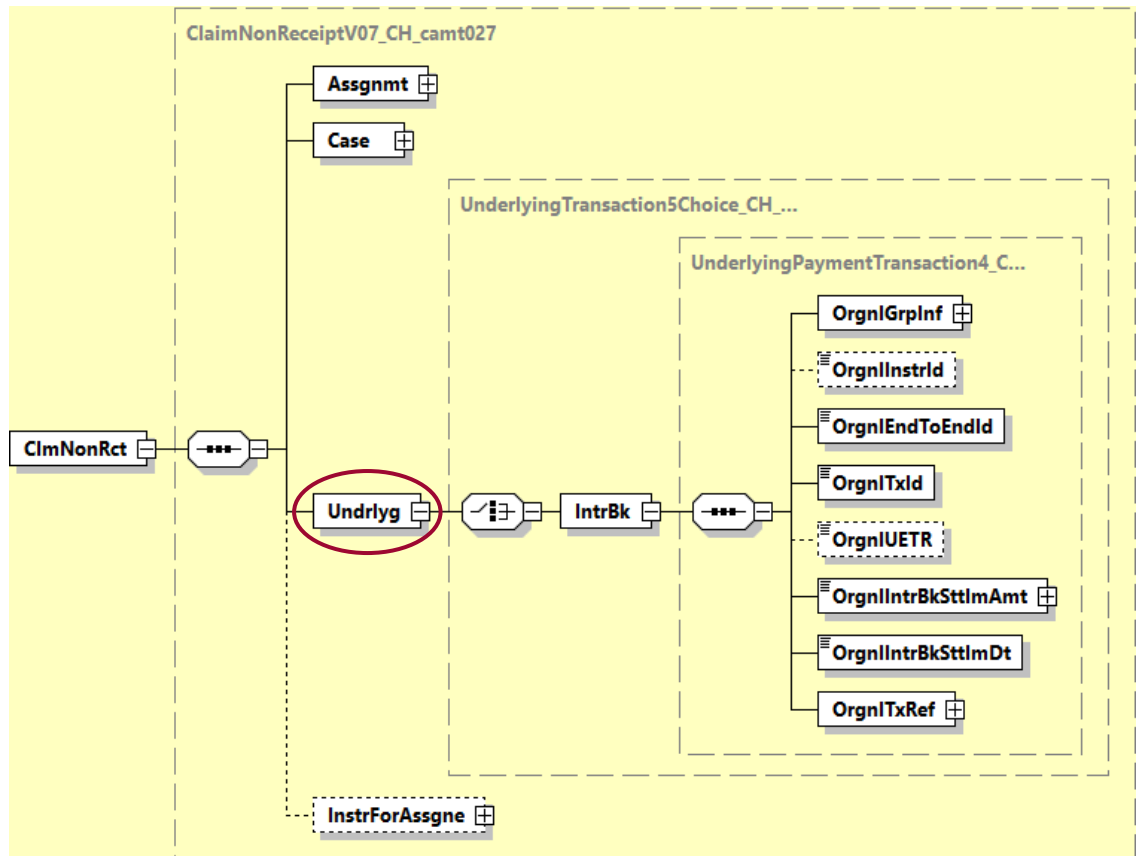 ClaimNonReceiptV07_CH_camt027
Assgnmt
Case
UnderlyingTransaction5Choice_CH_...
UnderlyingPaymentTransaction4_C...
OrgnlGrpInf
OrgnlInstrId
OrgnlEndToEndId
ClmNonRct
OrgnlTxId
Undrlyg
IntrBk
OrgnlUETR
OrgnlIntrBkSttlmAmt
OrgnlIntrBkSttlmDt
OrgnlTxRef
InstrForAssgne